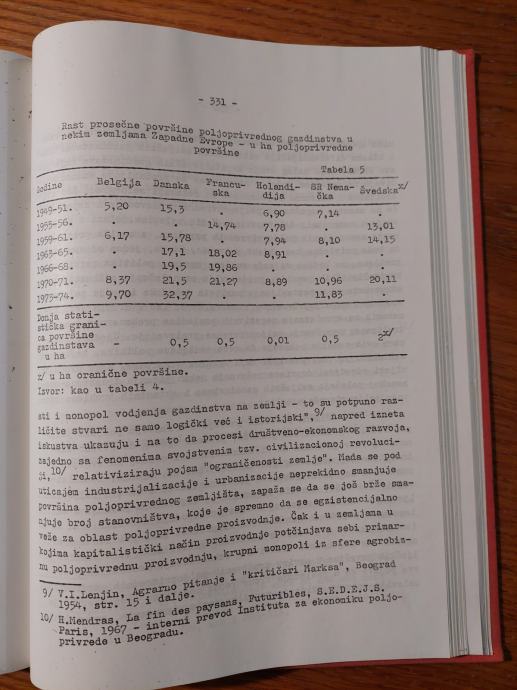 - 331 -
Rast prosečne površine poljoprivrednog gazdinstva u
nekim zemljama Zapadne Evrope - u ha poljoprivredne
površine
Tabela 5
Godine Belgija Danska Francu-ska Holandi-dija SR Nema-čka Švedska x/
1949-51. 5,20 15,3 . 6,90 7,14 .
1955-56. . . 14,74 7,78 . 13,01
1959-61. 6,17 15,78 . 7,94 8,10 14,15
1963-65. . 17,1 18,02 8,91 . .
1966-68. . 19,5 19,86 . . .
1970-71. 8,37 21,5 21,27 8,89 10,96 20,11
1973-74. 9,70 32,37 . . 11,83 .
Donja stati-
stička grani-
ca površine
gazdinstava
u ha - 0,5 0,5 0,01 0,5 2x/
x/ u ha oranične površine.
Izvor: kao u tabeli 4.
sti i monopol vodjenja gazdinstva na zemlji - to su potpuno raz-
ličite stvari ne samo logički već i istorijski",9/ napred izneta
iskustva ukazuju i na to da procesi društveno-ekonomskog razvoja,
zajedno sa fenomenima svojstvenim tzv. civilizacionoj revoluci-
ji,10/ relativiziraju pojam "ograničenosti zemlje". Mada se pod
uticajem industrijalizacije i urbanizacije neprekidno smanjuje
površina poljoprivrednog zemljišta, zapaža se da se još brže sma-
njuje broj stanovništva, koje je spremno da se egzistencijalno
veže za oblast poljoprivredne proizvodnje. Čak i u zemljama u
kojima kapitalistički način proizvodnje potčinjava sebi primar-
nu poljoprivrednu proizvodnju, krupni monopoli iz sfere agrobiz-
9/ V.I.Lenjin, Agrarno pitanje i "kritičari Marksa", Beograd
1954, str. 15 i dalje.
10/ H.Mendras, La fin des paysans, Futuribles, S.E.D.E.J.S.
Paris, 1967 - interni prevod Instituta za ekonomiku poljo-
privrede u Beogradu.